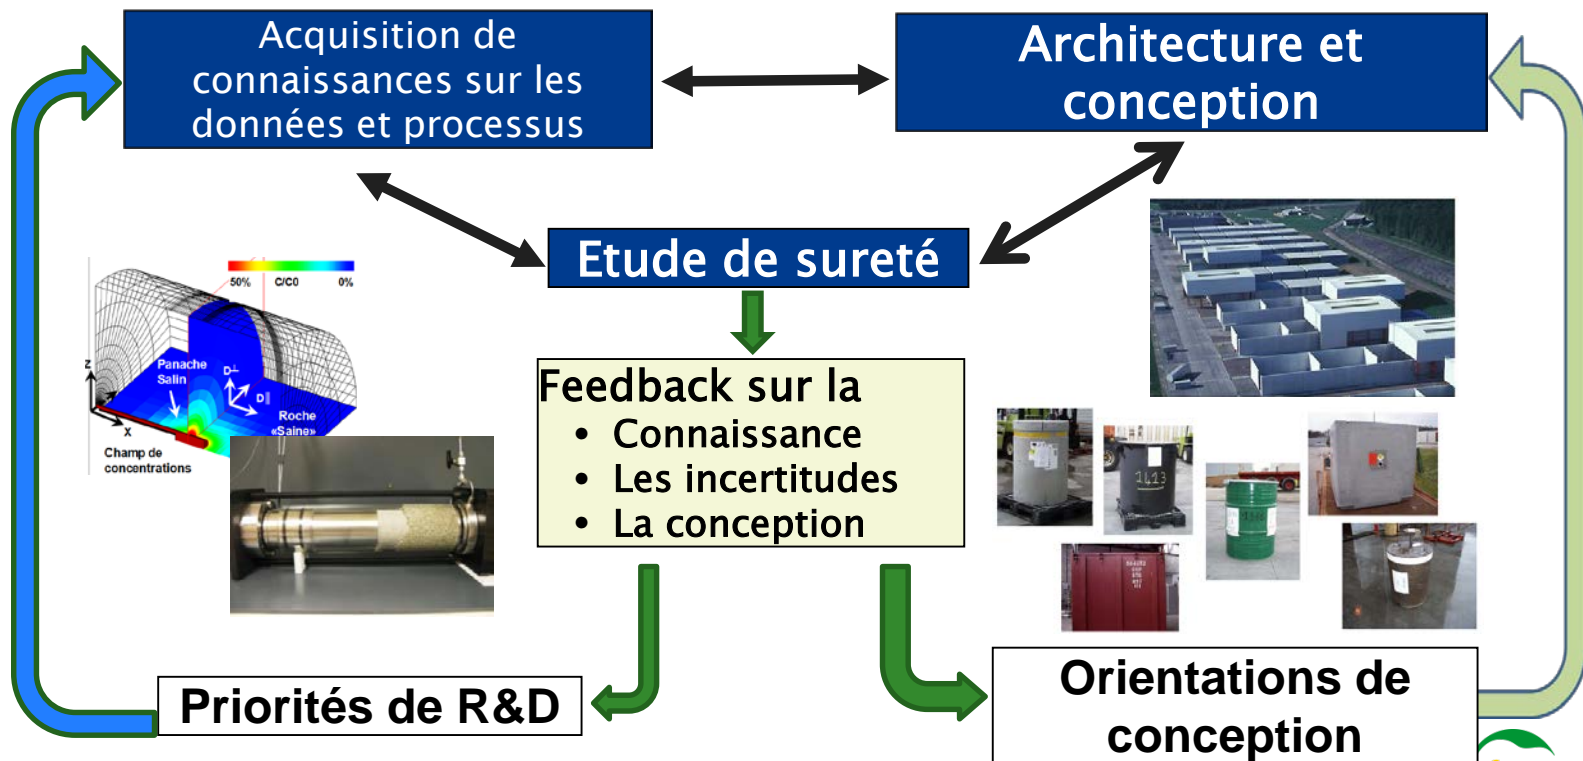 Acquisition de
connaissances sur les
données et processus
Architecture et
conception
Etude de sureté
50% C/C0 0%
Panache
Salin
Z
D⊥
D∥
X
Roche
«Saine»
Champ de
concentrations
Feedback sur la
• Connaissance
• Les incertitudes
• La conception
1413
Priorités de R&D
Orientations de
conception